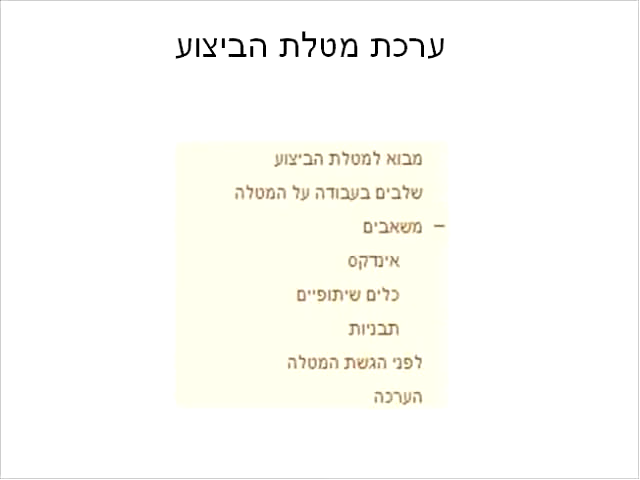 ערכת מטלת הביצוע
מבוא למטלת הביצוע
שלבים בעבודה על המטלה
– משאבים
אינדקס
כלים שיתופיים
תבניות
לפני הגשת המטלה
הערכה